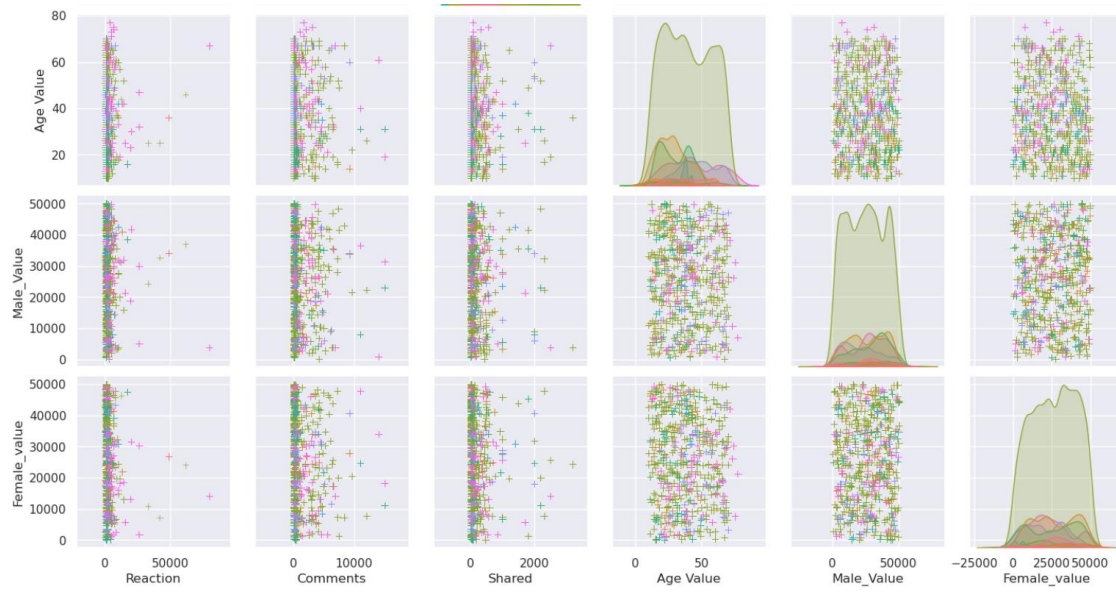 80
60
40
20
Age Value
50000
40000
30000
20000
10000
0
Male_Value
50000
40000
30000
20000
10000
0
Female_value
0 50000
Reaction
0 10000
Comments
0 2000
Shared
0 50
Age Value
0 50000
Male_Value
−25000 0 25000 50000
Female_value